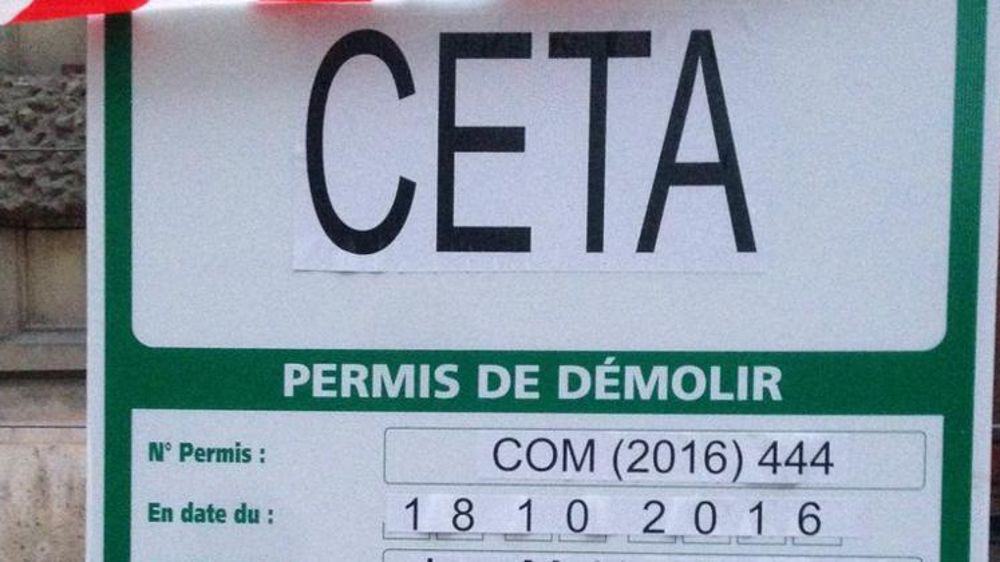 CETA
PERMIS DE DÉMOLIR
N° Permis : COM (2016) 444
En date du : 18 10 2016